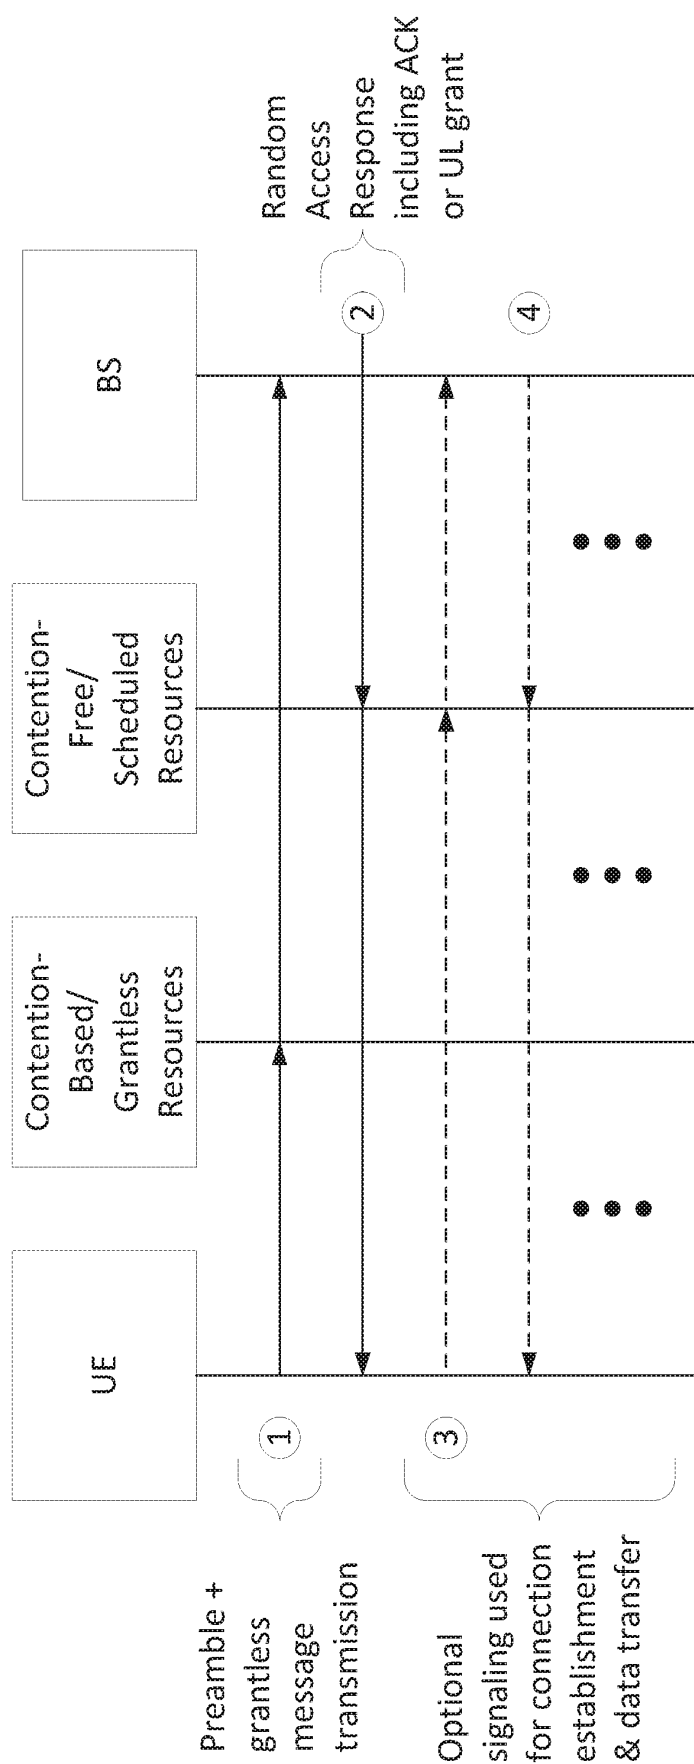 UE
Contention-
Based/
Grantless
Resources
Contention-
Free/
Scheduled
Resources
BS
Preamble +
grantless
message
transmission
1
Random
Access
Response
including ACK
or UL grant
2
Optional
signaling used
for connection
establishment
& data transfer
3
4